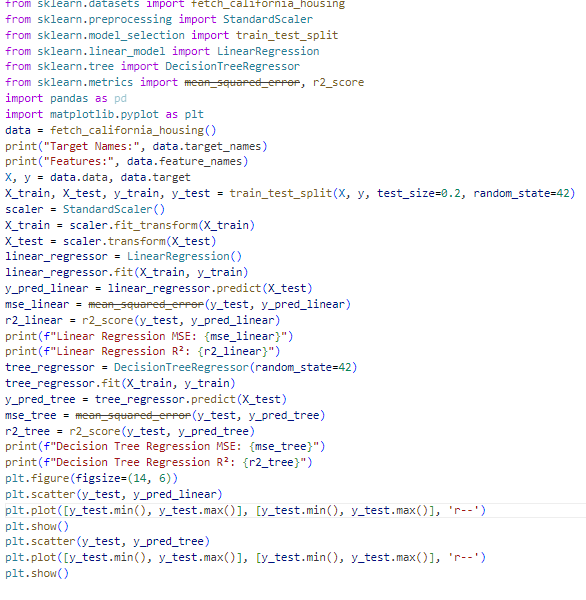 from sklearn.datasets import fetch_california_housing
from sklearn.preprocessing import StandardScaler
from sklearn.model_selection import train_test_split
from sklearn.linear_model import LinearRegression
from sklearn.tree import DecisionTreeRegressor
from sklearn.metrics import mean_squared_error, r2_score
import pandas as pd
import matplotlib.pyplot as plt
data = fetch_california_housing()
print("Target Names:", data.target_names)
print("Features:", data.feature_names)
X, y = data.data, data.target
X_train, X_test, y_train, y_test = train_test_split(X, y, test_size=0.2, random_state=42)
scaler = StandardScaler()
X_train = scaler.fit_transform(X_train)
X_test = scaler.transform(X_test)
linear_regressor = LinearRegression()
linear_regressor.fit(X_train, y_train)
y_pred_linear = linear_regressor.predict(X_test)
mse_linear = mean_squared_error(y_test, y_pred_linear)
r2_linear = r2_score(y_test, y_pred_linear)
print(f"Linear Regression MSE: {mse_linear}")
print(f"Linear Regression R²: {r2_linear}")
tree_regressor = DecisionTreeRegressor(random_state=42)
tree_regressor.fit(X_train, y_train)
y_pred_tree = tree_regressor.predict(X_test)
mse_tree = mean_squared_error(y_test, y_pred_tree)
r2_tree = r2_score(y_test, y_pred_tree)
print(f"Decision Tree Regression MSE: {mse_tree}")
print(f"Decision Tree Regression R²: {r2_tree}")
plt.figure(figsize=(14, 6))
plt.scatter(y_test, y_pred_linear)
plt.plot([y_test.min(), y_test.max()], [y_test.min(), y_test.max()], 'r--')
plt.show()
plt.scatter(y_test, y_pred_tree)
plt.plot([y_test.min(), y_test.max()], [y_test.min(), y_test.max()], 'r--')
plt.show()